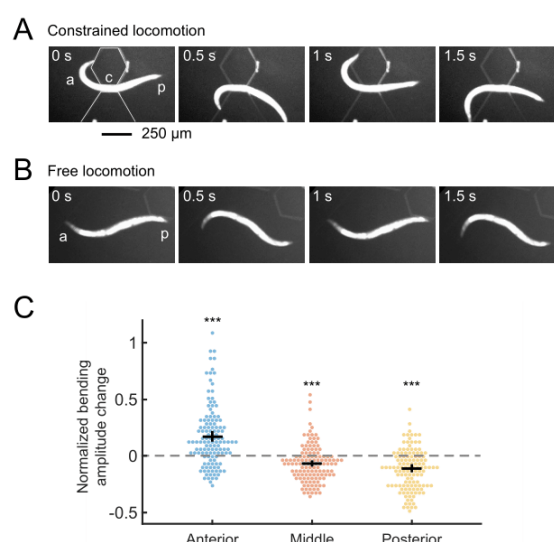 A Constrained locomotion
0 s 0.5 s 1 s 1.5 s
a c p
250 µm
B Free locomotion
0 s 0.5 s 1 s 1.5 s
a p
C
*** *** ***
Normalized bending
amplitude change
1
0.5
0
-0.5
Anterior Middle Posterior